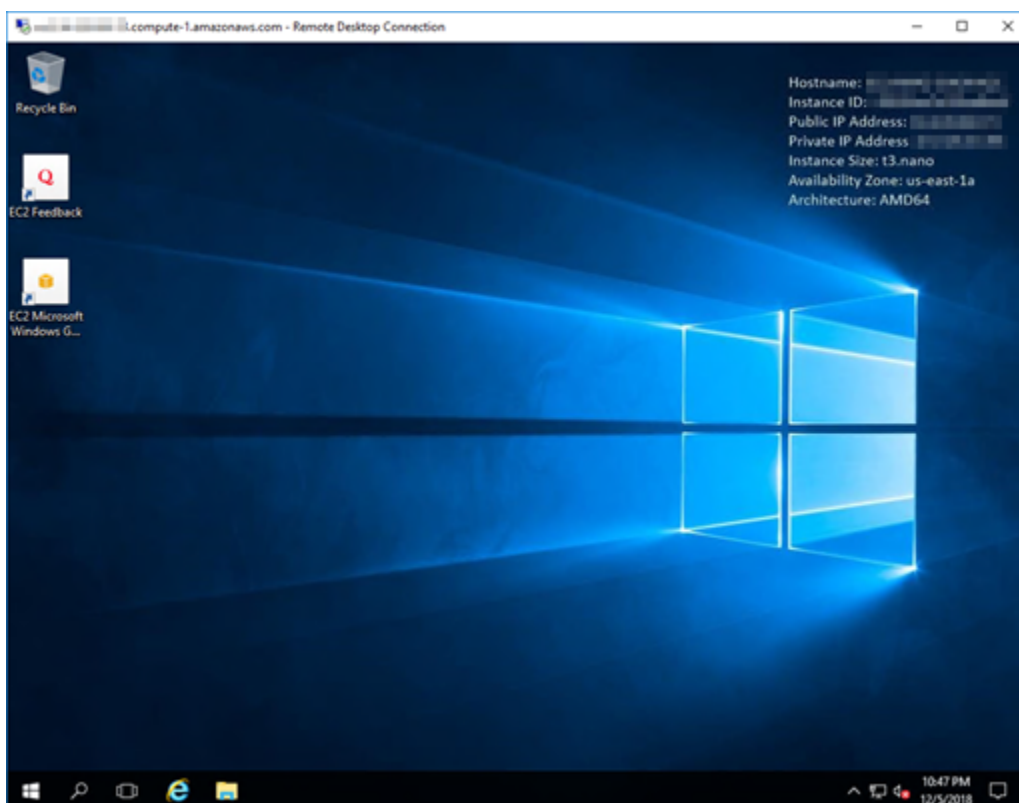 .compute-1.amazonaws.com - Remote Desktop Connection
Recycle Bin
EC2 Feedback
EC2 Microsoft
Windows G...
Hostname:
Instance ID:
Public IP Address:
Private IP Address
Instance Size: t3.nano
Availability Zone: us-east-1a
Architecture: AMD64
10:47 PM
12/5/2018